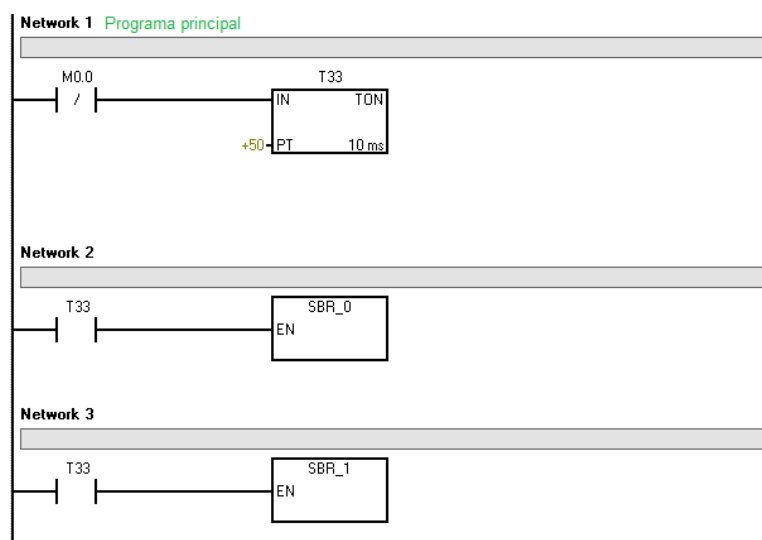 Network 1 Programa principal
M0.0 T33
/ IN TON
+50 PT 10 ms
Network 2
T33 SBR_0
EN
Network 3
T33 SBR_1
EN